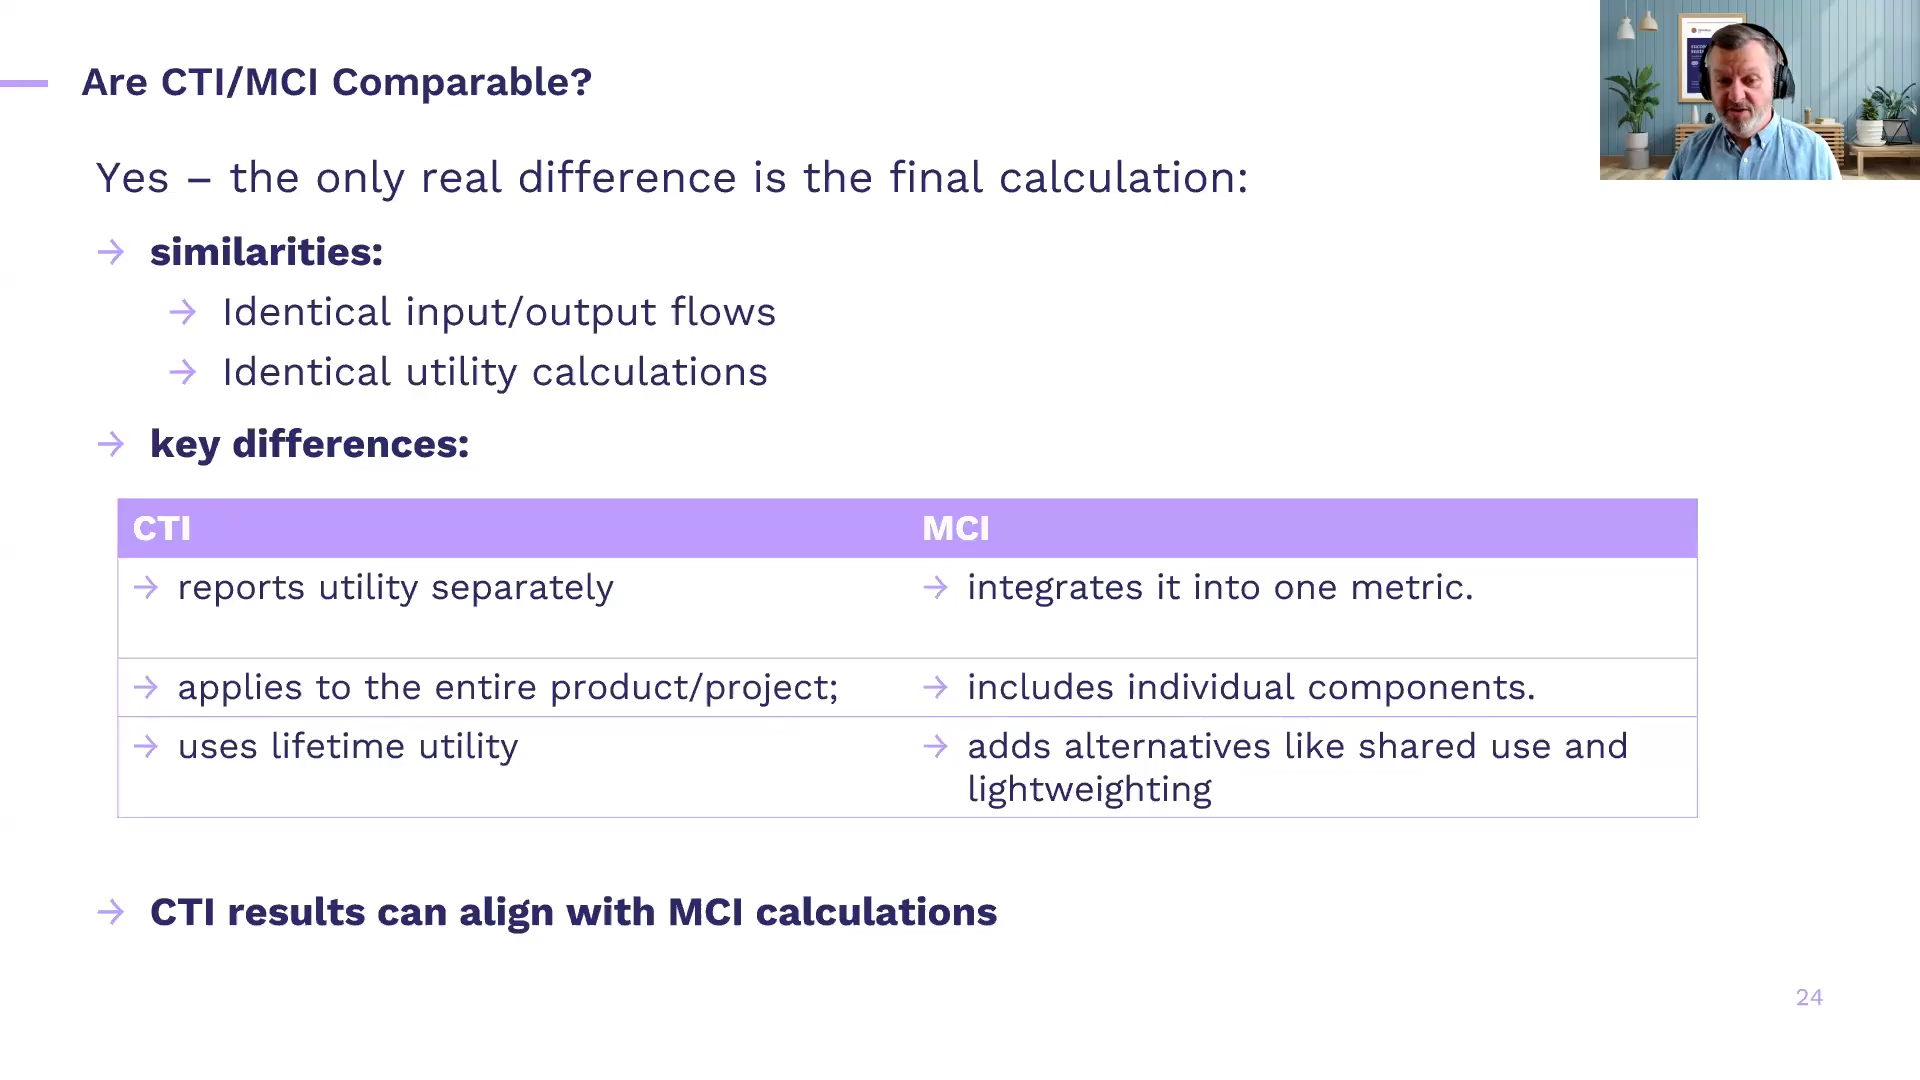 Are CTI/MCI Comparable?
Yes – the only real difference is the final calculation:
→ similarities:
→ Identical input/output flows
→ Identical utility calculations
→ key differences:
CTI MCI
→ reports utility separately → integrates it into one metric.
→ applies to the entire product/project; → includes individual components.
→ uses lifetime utility → adds alternatives like shared use and
lightweighting
→ CTI results can align with MCI calculations
24